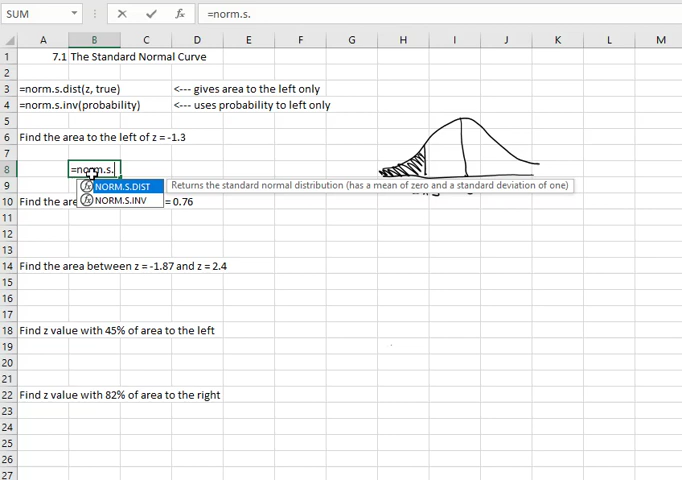 SUM =norm.s.
A B C D E F G H I J K L M
1 7.1 The Standard Normal Curve
2
3 =norm.s.dist(z, true) <--- gives area to the left only
4 =norm.s.inv(probability) <--- uses probability to left only
5
6 Find the area to the left of z = -1.3
7
8 =norm.s.
NORM.S.DIST Returns the standard normal distribution (has a mean of zero and a standard deviation of one)
9 NORM.S.INV
10 Find the = 0.76
11
12
13
14 Find the area between z = -1.87 and z = 2.4
15
16
17
18 Find z value with 45% of area to the left
19
20
21
22 Find z value with 82% of area to the right
23
24
25
26
27